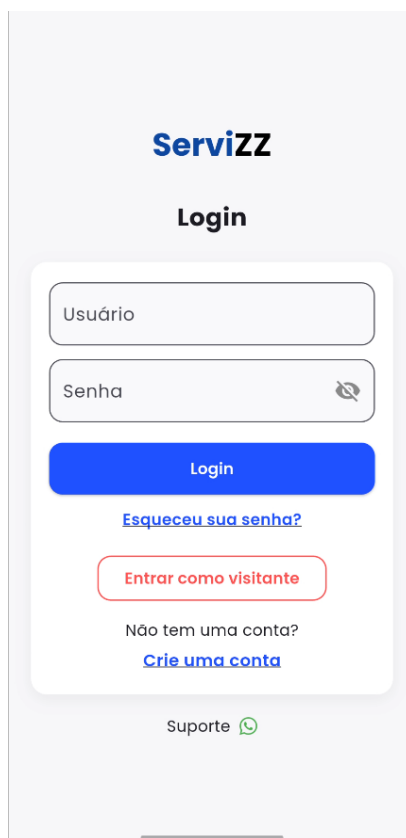 ServiZZ
Login
Usuário
Senha
Login
Esqueceu sua senha?
Entrar como visitante
Não tem uma conta?
Crie uma conta
Suporte